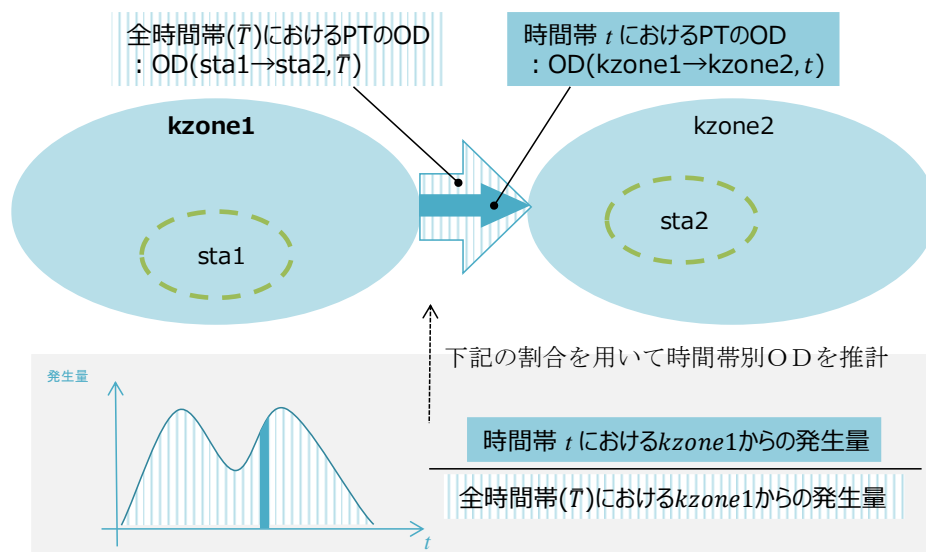 全時間帯(T̄)におけるPTのOD
: OD(sta1→sta2,T̄)
時間帯 t におけるPTのOD
: OD(kzone1→kzone2,t)
kzone1
kzone2
sta1
sta2
下記の割合を用いて時間帯別ODを推計
発生量
t
時間帯 t におけるkzone1からの発生量
全時間帯(T̄)におけるkzone1からの発生量